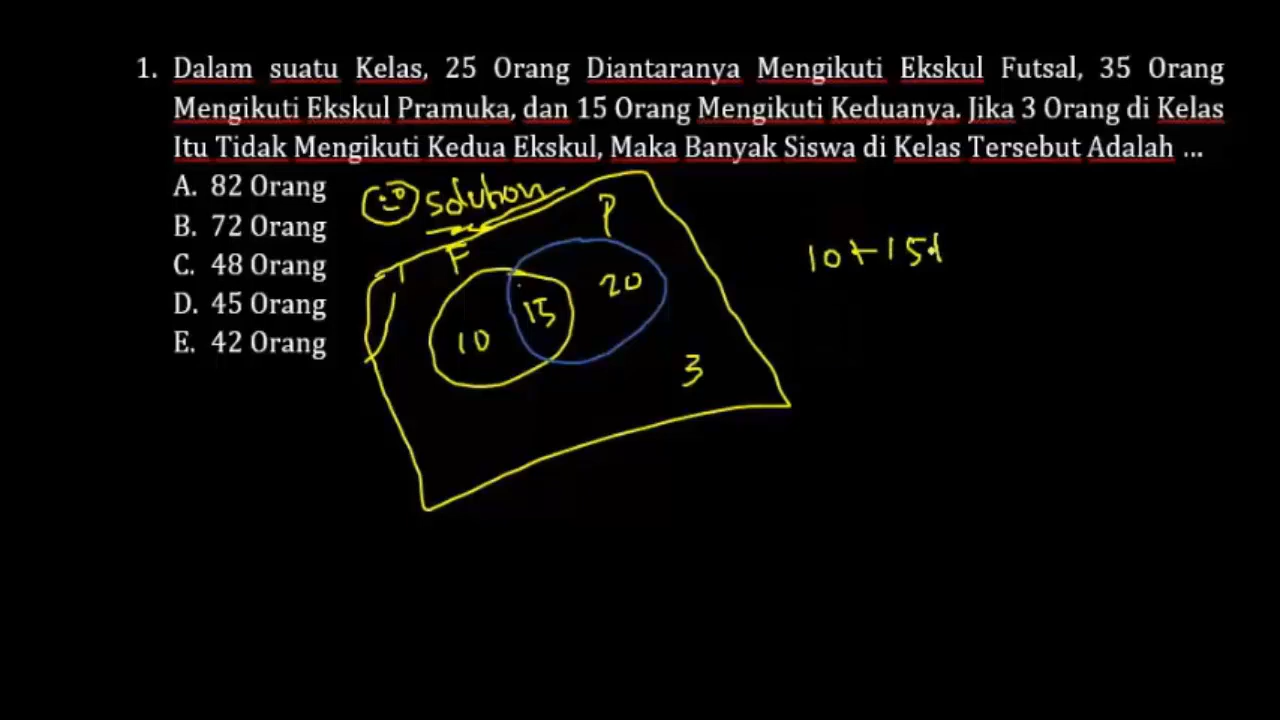 1. Dalam suatu Kelas, 25 Orang Diantaranya Mengikuti Ekskul Futsal, 35 Orang
Mengikuti Ekskul Pramuka, dan 15 Orang Mengikuti Keduanya. Jika 3 Orang di Kelas
Itu Tidak Mengikuti Kedua Ekskul, Maka Banyak Siswa di Kelas Tersebut Adalah ...
A. 82 Orang
B. 72 Orang
C. 48 Orang
D. 45 Orang
E. 42 Orang
solution
F
P
10
15
20
3
10+15+